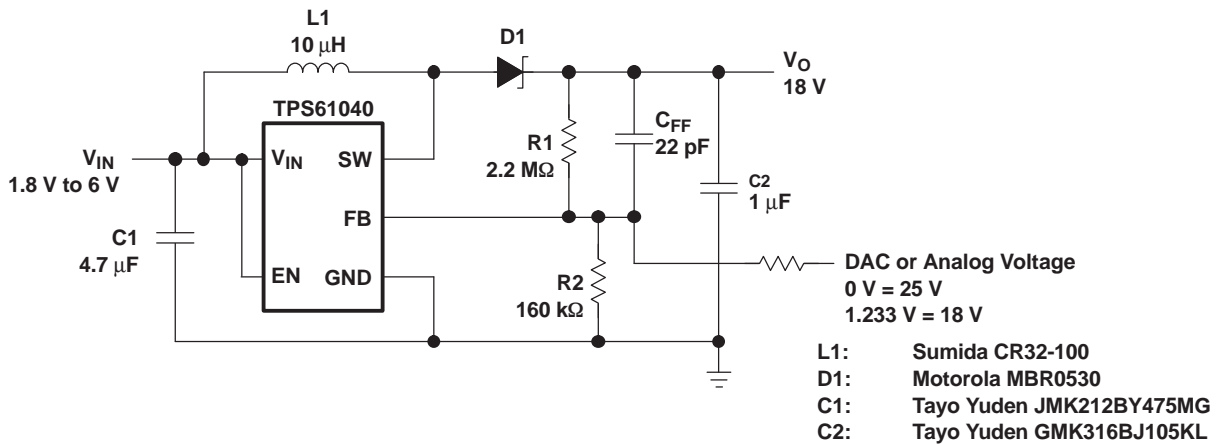 L1
10 μH
D1
VO
18 V
TPS61040
VIN
1.8 V to 6 V
VIN
SW
R1
2.2 MΩ
CFF
22 pF
C2
1 μF
FB
C1
4.7 μF
EN
GND
R2
160 kΩ
DAC or Analog Voltage
0 V = 25 V
1.233 V = 18 V
L1: Sumida CR32-100
D1: Motorola MBR0530
C1: Tayo Yuden JMK212BY475MG
C2: Tayo Yuden GMK316BJ105KL